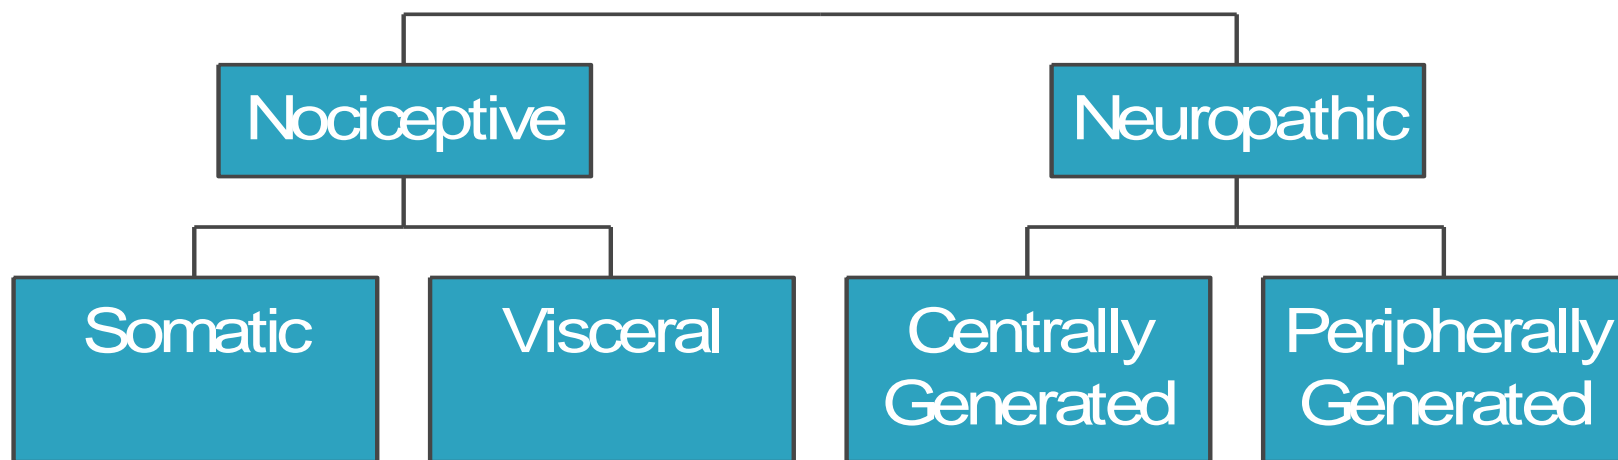 Nociceptive
Neuropathic
Somatic
Visceral
Centrally
Generated
Peripherally
Generated